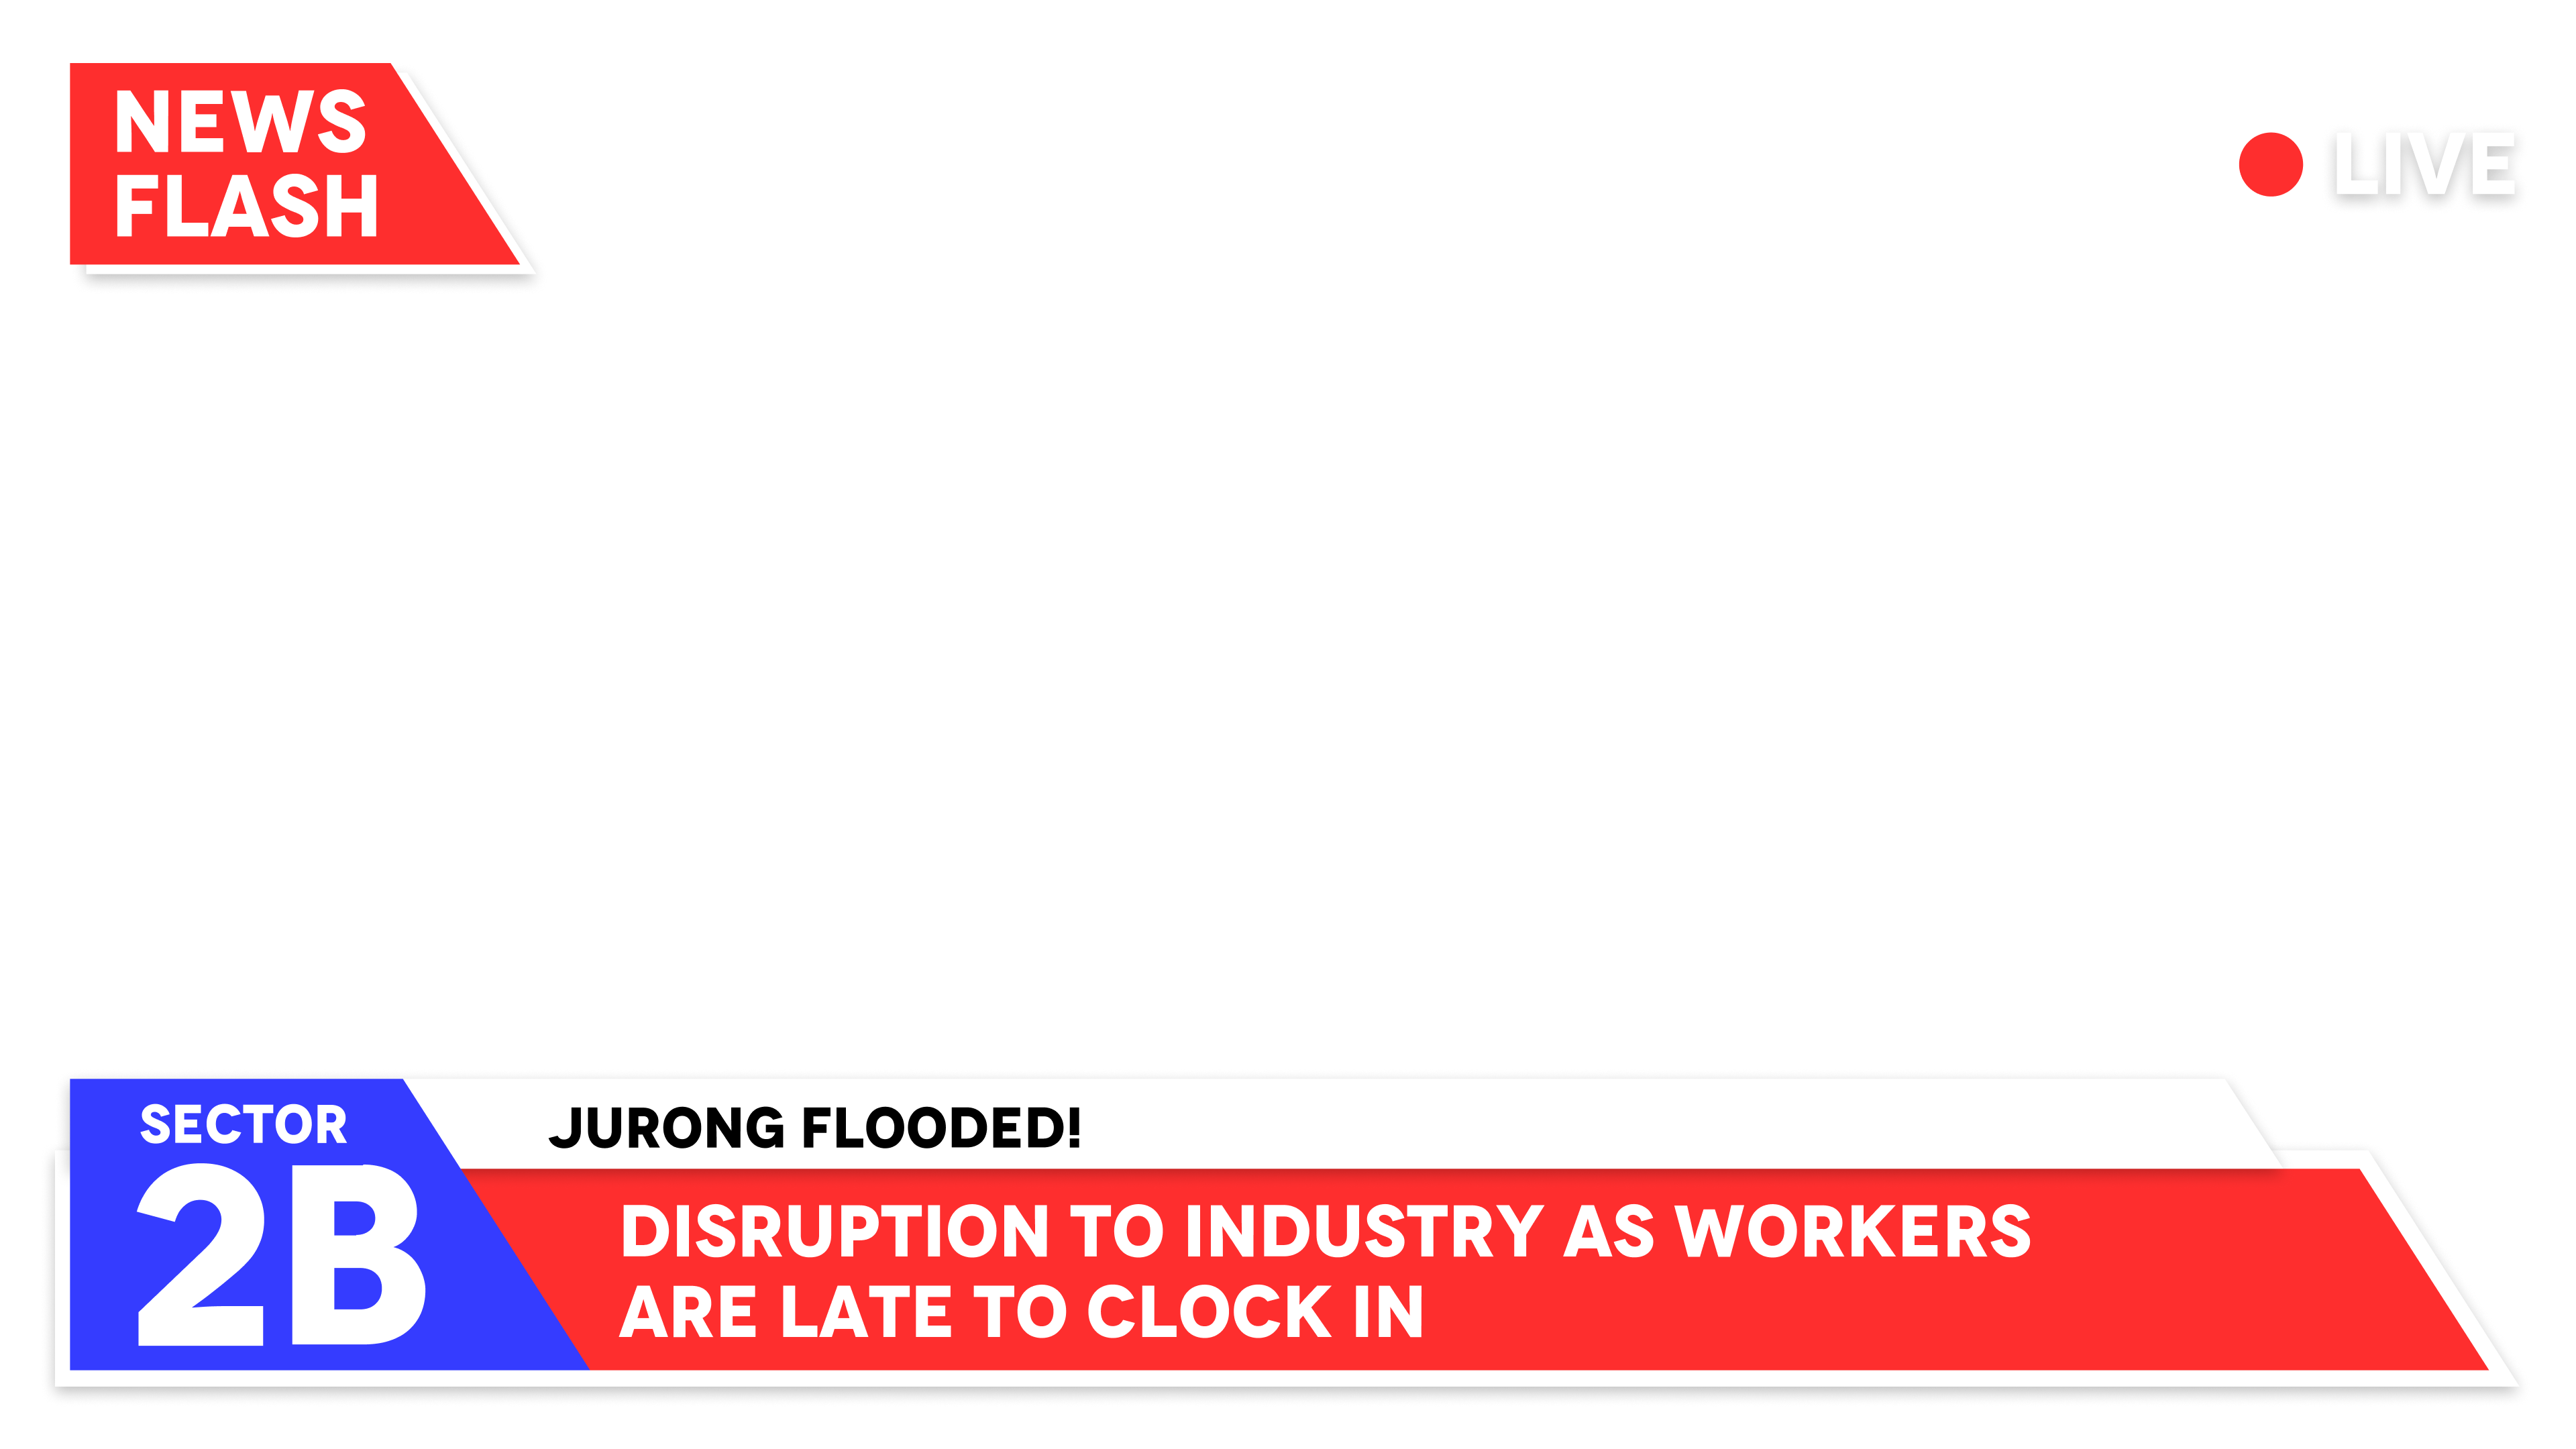 NEWS
FLASH
LIVE
SECTOR
2B
JURONG FLOODED!
DISRUPTION TO INDUSTRY AS WORKERS
ARE LATE TO CLOCK IN